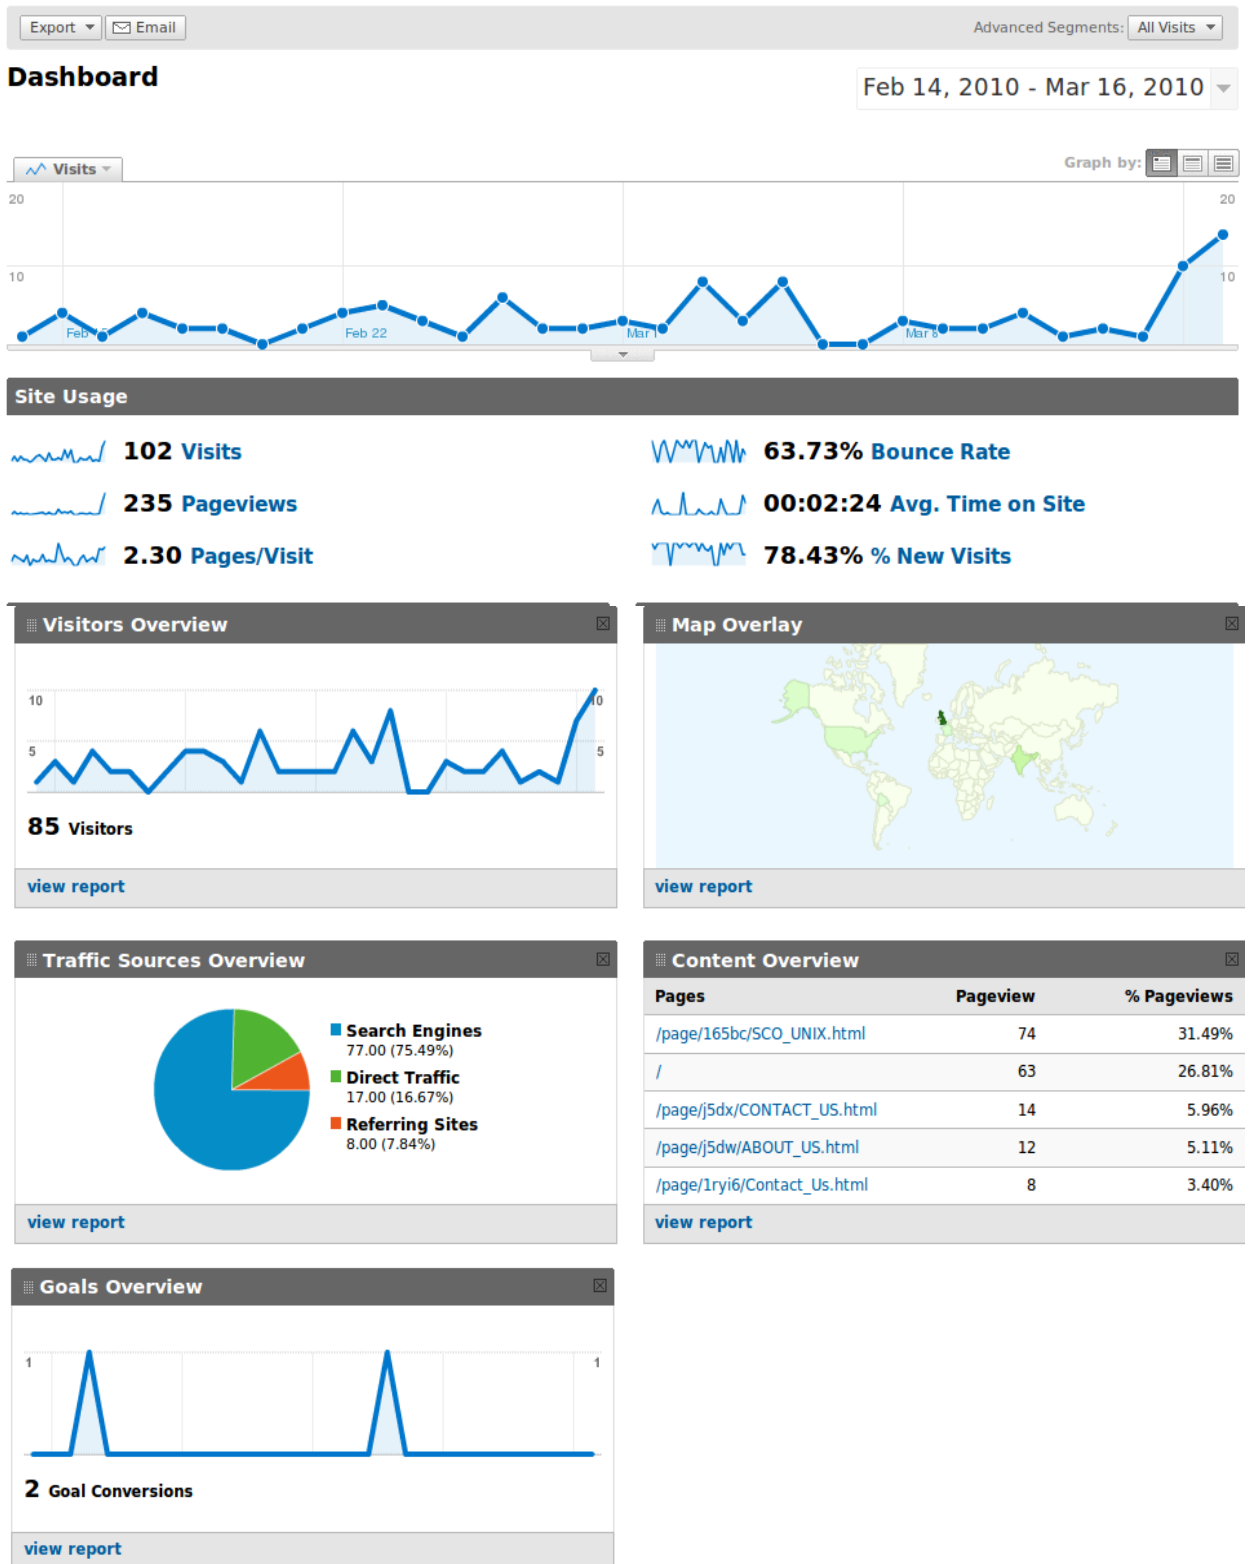 Export Email Advanced Segments: All Visits
Dashboard
Feb 14, 2010 - Mar 16, 2010
Visits Graph by:
20 20
10 10
Feb 22 Mar 8
Site Usage
102 Visits 63.73% Bounce Rate
235 Pageviews 00:02:24 Avg. Time on Site
2.30 Pages/Visit 78.43% % New Visits
Visitors Overview
10 10
5 5
85 Visitors
view report
Map Overlay
view report
Traffic Sources Overview
Search Engines
77.00 (75.49%)
Direct Traffic
17.00 (16.67%)
Referring Sites
8.00 (7.84%)
view report
Content Overview
Pages Pageview % Pageviews
/page/165bc/SCO_UNIX.html 74 31.49%
/ 63 26.81%
/page/j5dx/CONTACT_US.html 14 5.96%
/page/j5dw/ABOUT_US.html 12 5.11%
/page/1ryi6/Contact_Us.html 8 3.40%
view report
Goals Overview
1 1
2 Goal Conversions
view report